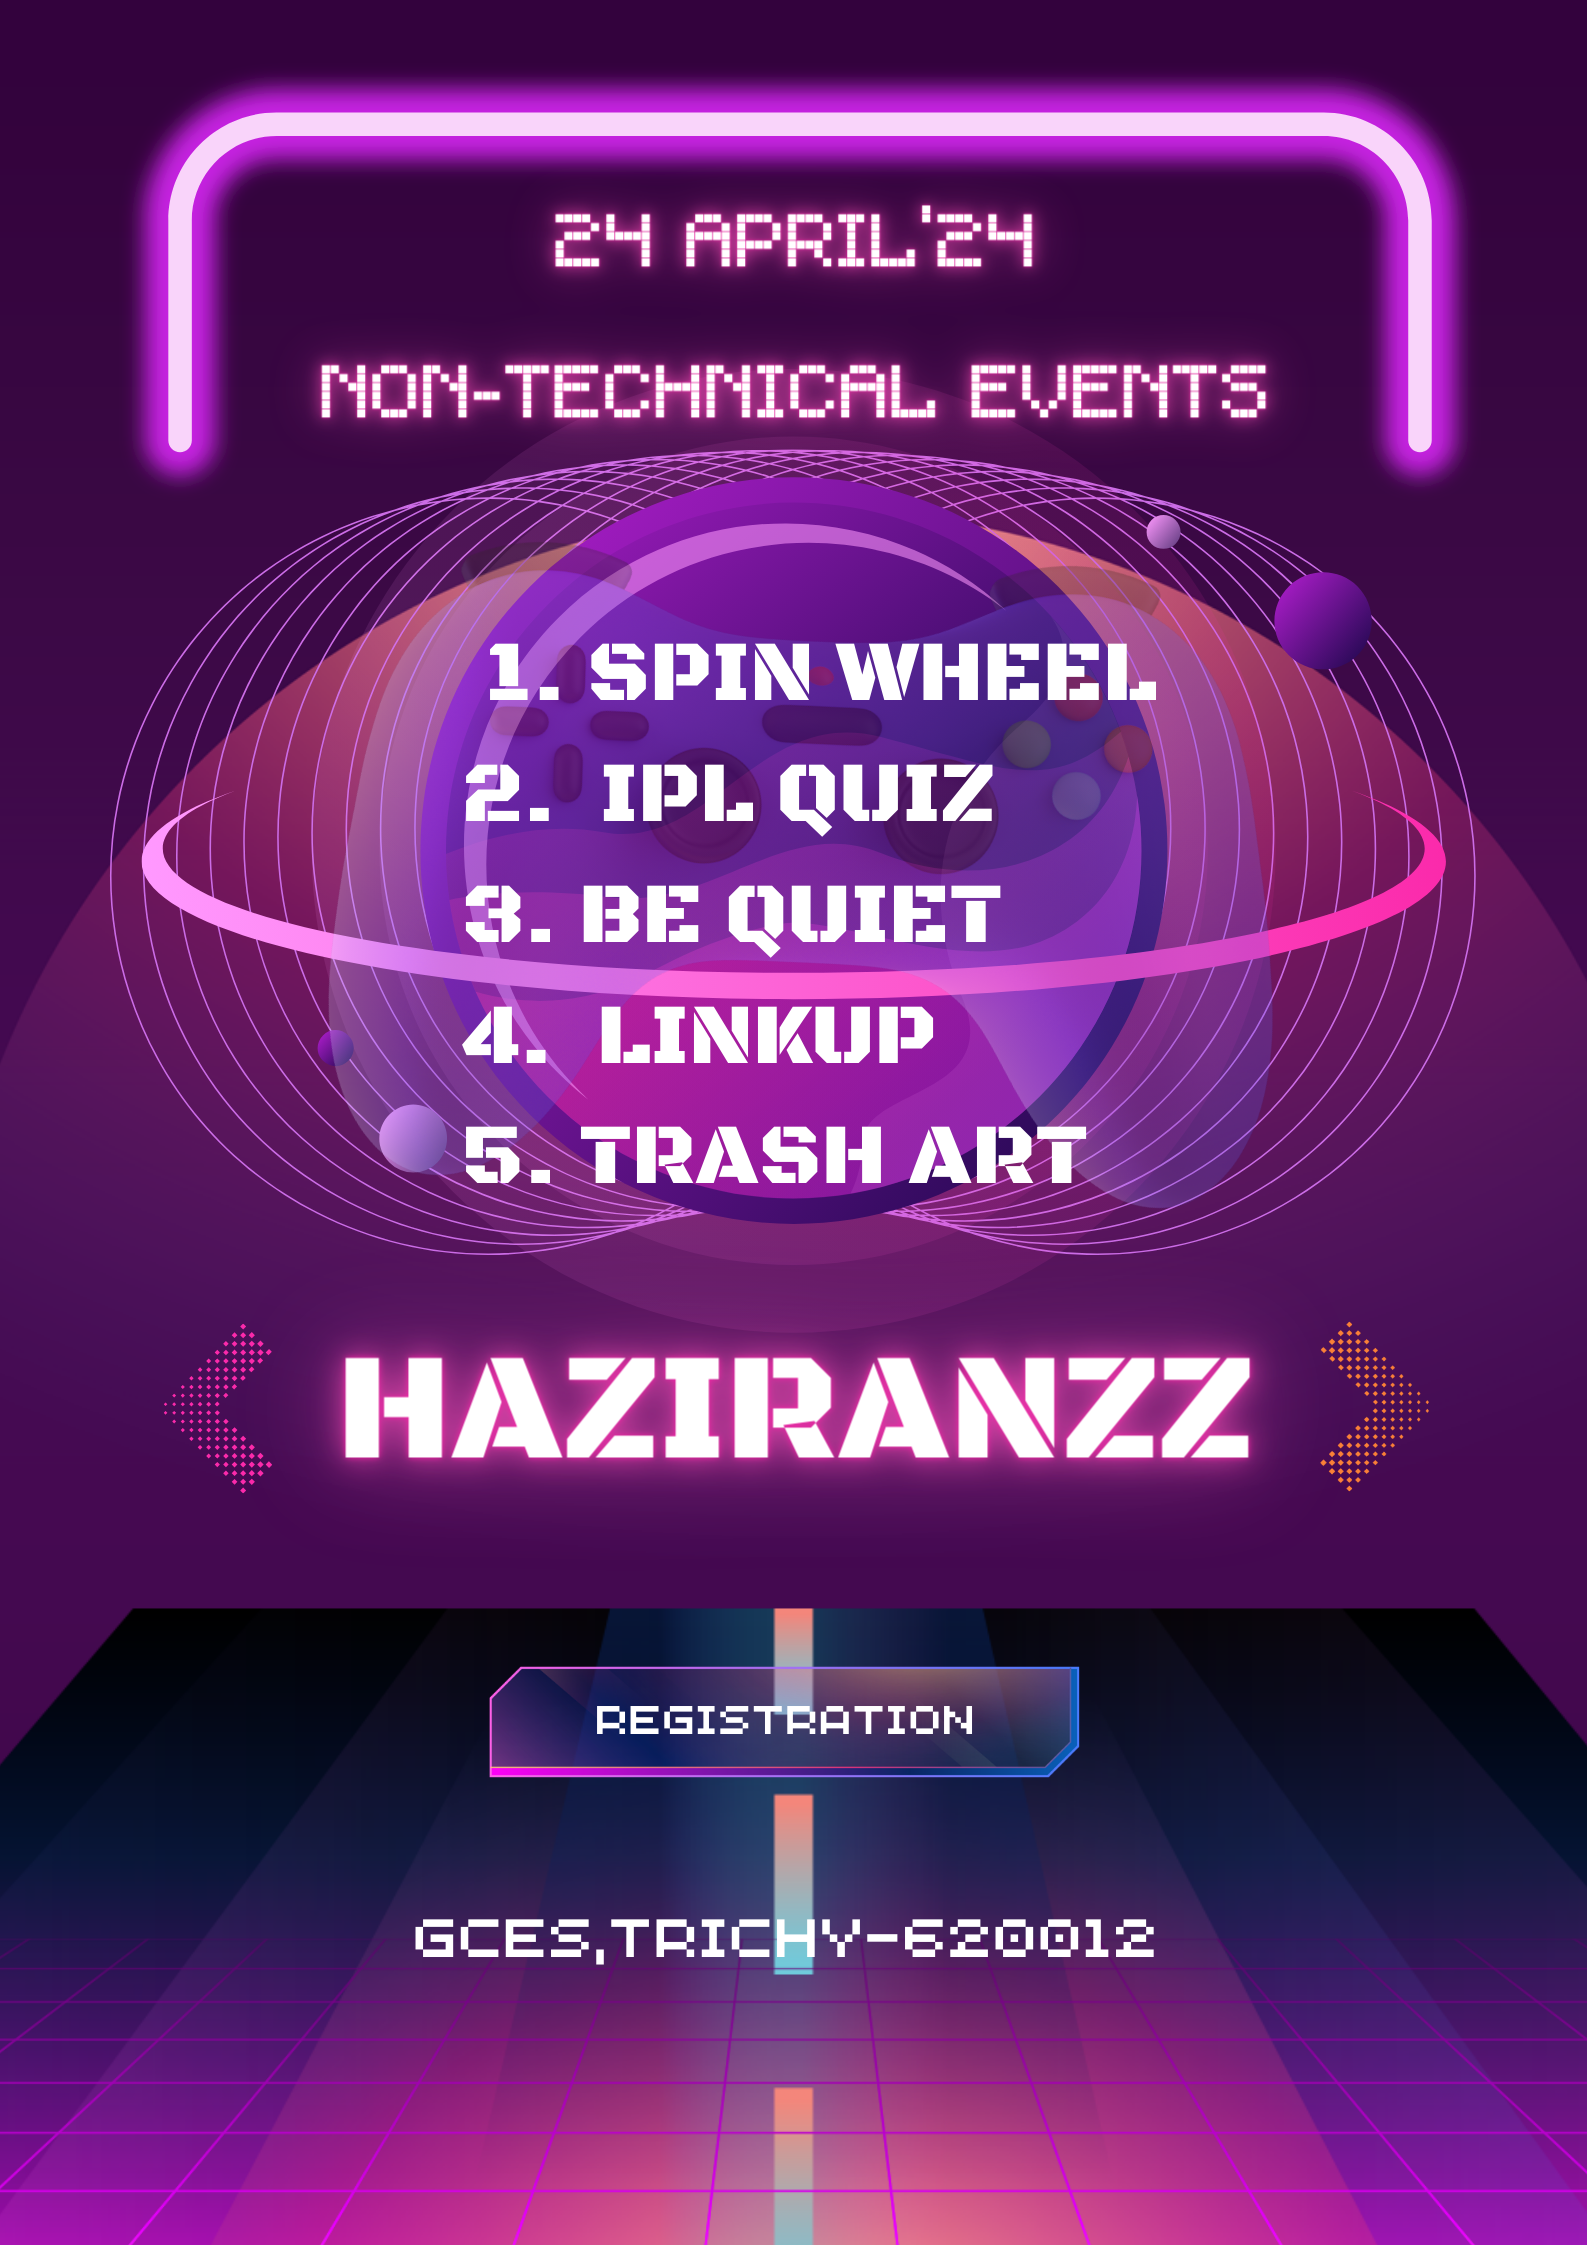 24 APRIL'24
NON-TECHNICAL EVENTS
1. SPIN WHEEL
2. IPL QUIZ
3. BE QUIET
4. LINKUP
5. TRASH ART
HAZIRANZZ
REGISTRATION
GCES,TRICHY-620012